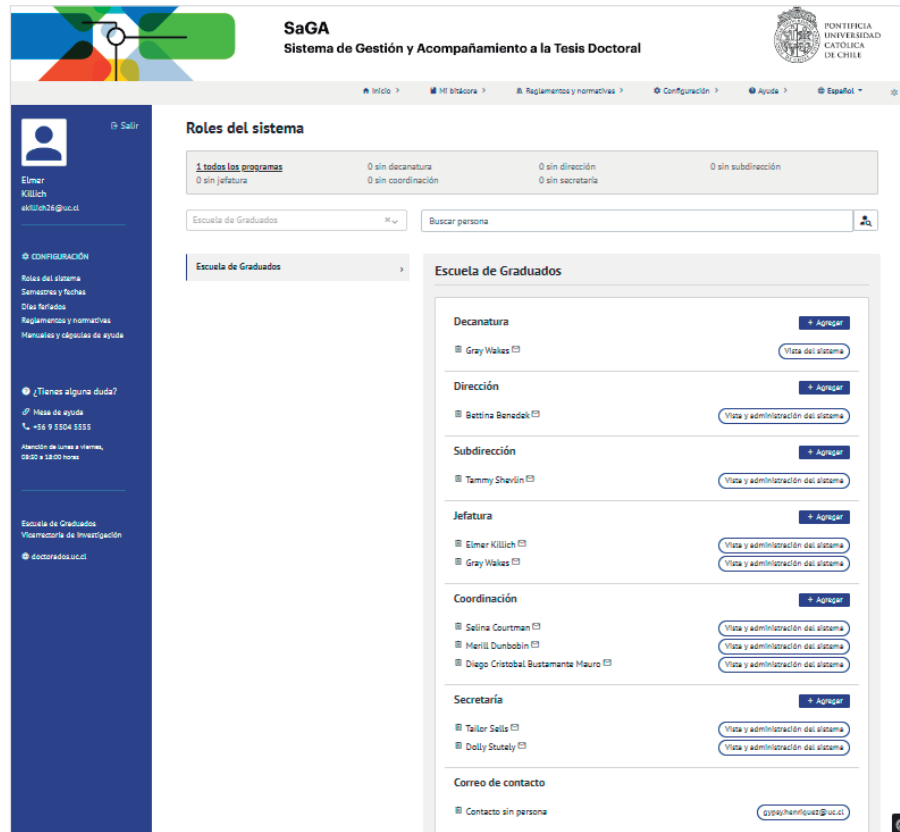 SaGA
Sistema de Gestión y Acompañamiento a la Tesis Doctoral
PONTIFICIA
UNIVERSIDAD
CATÓLICA
DE CHILE
Inicio > Mi bitácora > Reglamentos y normativas > Configuración > Ayuda > Español
Salir
Elmer
Killich
ekillich26@uc.cl
CONFIGURACIÓN
Roles del sistema
Semestres y fechas
Días feriados
Reglamentos y normativas
Manuales y cápsulas de ayuda
¿Tienes alguna duda?
Mesa de ayuda
+56 9 5504 5555
Atención de lunes a viernes,
08:30 a 18:00 horas
Escuela de Graduados
Vicerrectoría de Investigación
doctorados.uc.cl
Roles del sistema
1 todos los programas 0 sin decanatura 0 sin dirección 0 sin subdirección
0 sin jefatura 0 sin coordinación 0 sin secretaría
Escuela de Graduados × Buscar persona
Escuela de Graduados >
Escuela de Graduados
Decanatura + Agregar
Gray Wakes Vista del sistema
Dirección + Agregar
Bettina Benedek Vista y administración del sistema
Subdirección + Agregar
Tammy Shevlin Vista y administración del sistema
Jefatura + Agregar
Elmer Killich Vista y administración del sistema
Gray Wakes Vista y administración del sistema
Coordinación + Agregar
Selina Courtman Vista y administración del sistema
Merill Dunbobin Vista y administración del sistema
Diego Cristobal Bustamante Mauro Vista y administración del sistema
Secretaría + Agregar
Tailor Sells Vista y administración del sistema
Dolly Stutely Vista y administración del sistema
Correo de contacto
Contacto sin persona gypsy.henriquez@uc.cl